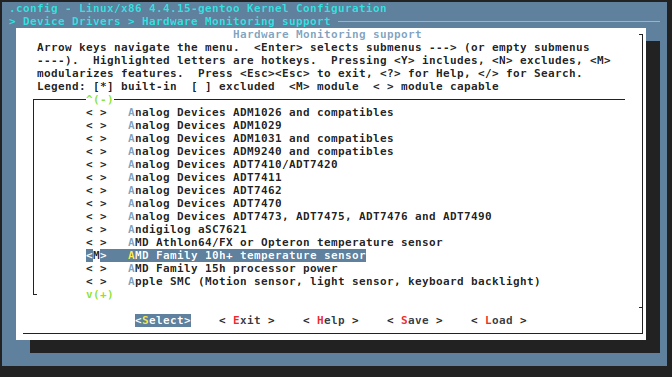 .config - Linux/x86 4.4.15-gentoo Kernel Configuration
> Device Drivers > Hardware Monitoring support
Hardware Monitoring support
Arrow keys navigate the menu.  <Enter> selects submenus ---> (or empty submenus
----).  Highlighted letters are hotkeys.  Pressing <Y> includes, <N> excludes, <M>
modularizes features.  Press <Esc><Esc> to exit, <?> for Help, </> for Search.
Legend: [*] built-in  [ ] excluded  <M> module  < > module capable
^(-)
< >   Analog Devices ADM1026 and compatibles
< >   Analog Devices ADM1029
< >   Analog Devices ADM1031 and compatibles
< >   Analog Devices ADM9240 and compatibles
< >   Analog Devices ADT7410/ADT7420
< >   Analog Devices ADT7411
< >   Analog Devices ADT7462
< >   Analog Devices ADT7470
< >   Analog Devices ADT7473, ADT7475, ADT7476 and ADT7490
< >   Andigilog aSC7621
< >   AMD Athlon64/FX or Opteron temperature sensor
<M>   AMD Family 10h+ temperature sensor
< >   AMD Family 15h processor power
< >   Apple SMC (Motion sensor, light sensor, keyboard backlight)
v(+)
<Select>    < Exit >    < Help >    < Save >    < Load >